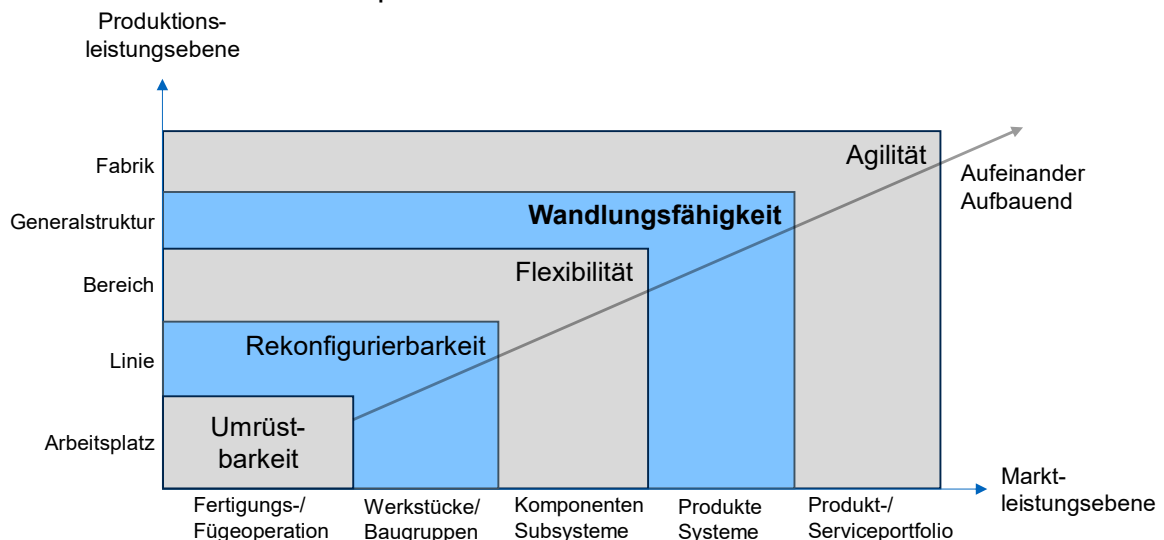 Produktions-
leistungsebene
Fabrik
Generalstruktur
Bereich
Linie
Arbeitsplatz
Agilität
Wandlungsfähigkeit
Flexibilität
Rekonfigurierbarkeit
Umrüst-
barkeit
Aufeinander
Aufbauend
Fertigungs-/
Fügeoperation
Werkstücke/
Baugruppen
Komponenten
Subsysteme
Produkte
Systeme
Produkt-/
Serviceportfolio
Markt-
leistungsebene